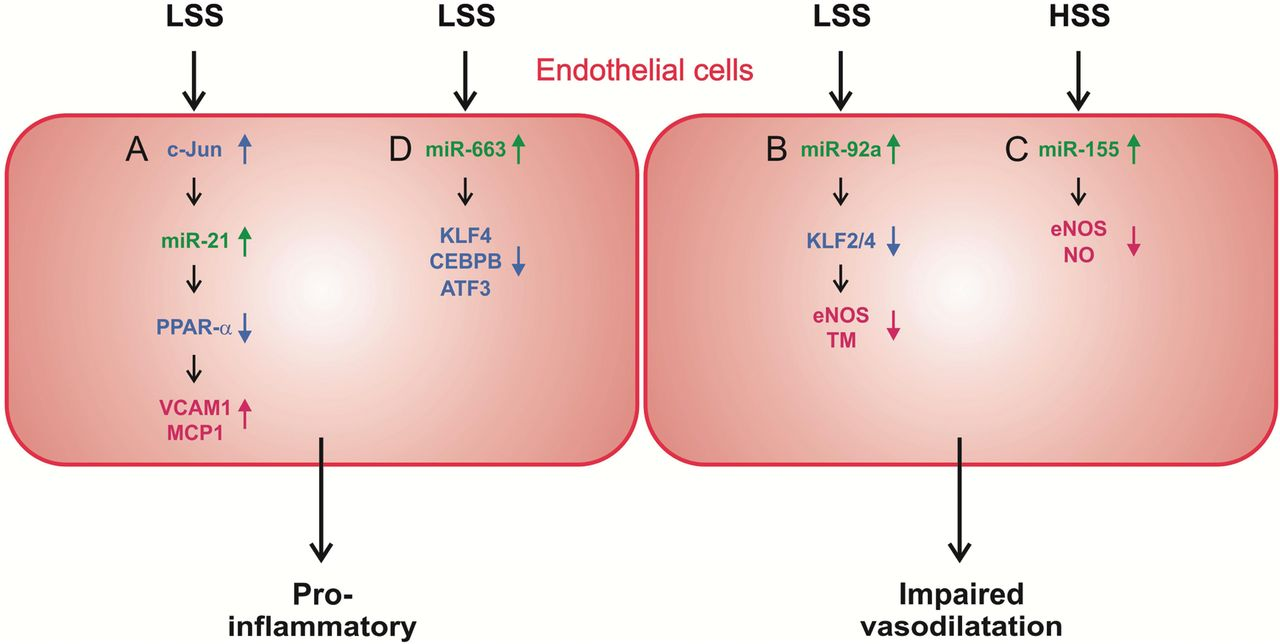 LSS
LSS
LSS
HSS
Endothelial cells
A c-Jun
miR-21
PPAR-α
VCAM1
MCP1
D miR-663
KLF4
CEBPB
ATF3
B miR-92a
KLF2/4
eNOS
TM
C miR-155
eNOS
NO
Pro-
inflammatory
Impaired
vasodilatation